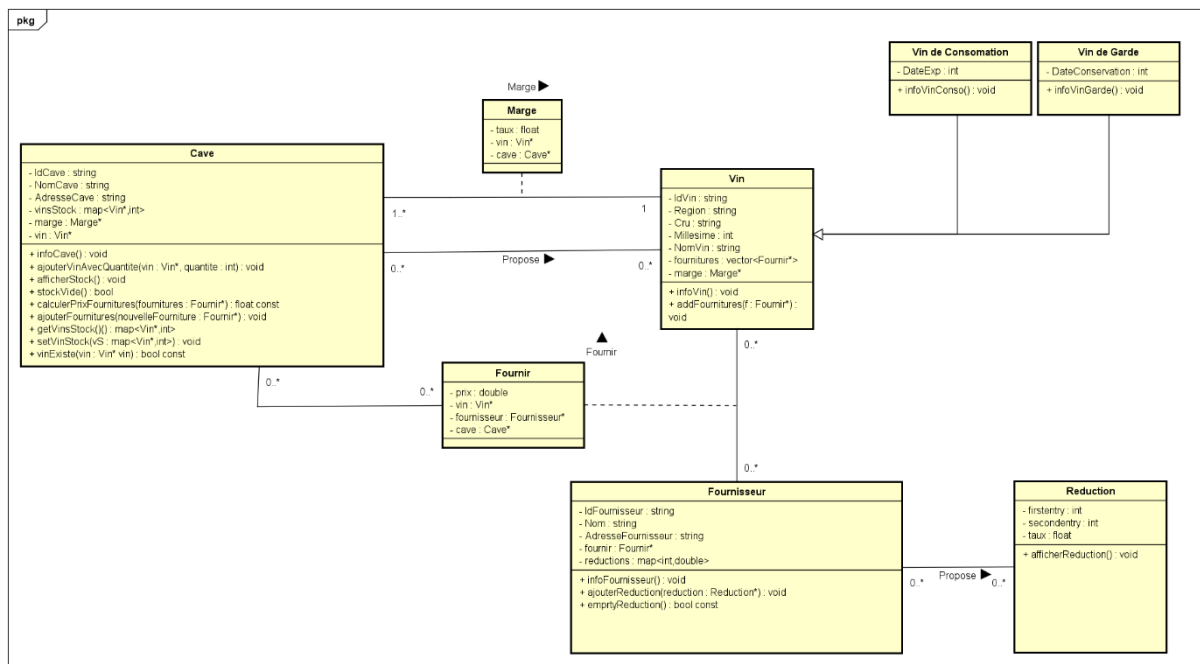 pkg
Vin de Consomation
- DateExp : int
+ infoVinConso() : void
Vin de Garde
- DateConservation : int
+ infoVinGarde() : void
Marge ▶
Marge
- taux : float
- vin : Vin*
- cave : Cave*
Cave
- IdCave : string
- NomCave : string
- AdresseCave : string
- vinsStock : map<Vin*,int>
- marge : Marge*
- vin : Vin*
+ infoCave() : void
+ ajouterVinAvecQuantite(vin : Vin*, quantite : int) : void
+ afficherStock() : void
+ stockVide() : bool
+ calculerPrixFournitures(fournitures : Fournir*) : float const
+ ajouterFournitures(nouvelleFourniture : Fournir*) : void
+ getVinsStock()() : map<Vin*,int>
+ setVinStock(vS : map<Vin*,int>) : void
+ vinExiste(vin : Vin* vin) : bool const
1..*
1
Propose ▶
0..*
0..*
Vin
- IdVin : string
- Region : string
- Cru : string
- Millesime : int
- NomVin : string
- fournitures : vector<Fournir*>
- marge : Marge*
+ infoVin() : void
+ addFournitures(f : Fournir*) :
void
0..*
▲
Fournir
0..*
0..*
Fournir
- prix : double
- vin : Vin*
- fournisseur : Fournisseur*
- cave : Cave*
0..*
Fournisseur
- IdFournisseur : string
- Nom : string
- AdresseFournisseur : string
- fournir : Fournir*
- reductions : map<int,double>
+ infoFournisseur() : void
+ ajouterReduction(reduction : Reduction*) : void
+ emprtyReduction() : bool const
Propose ▶
0..*
0..*
Reduction
- firstentry : int
- secondentry : int
- taux : float
+ afficherReduction() : void